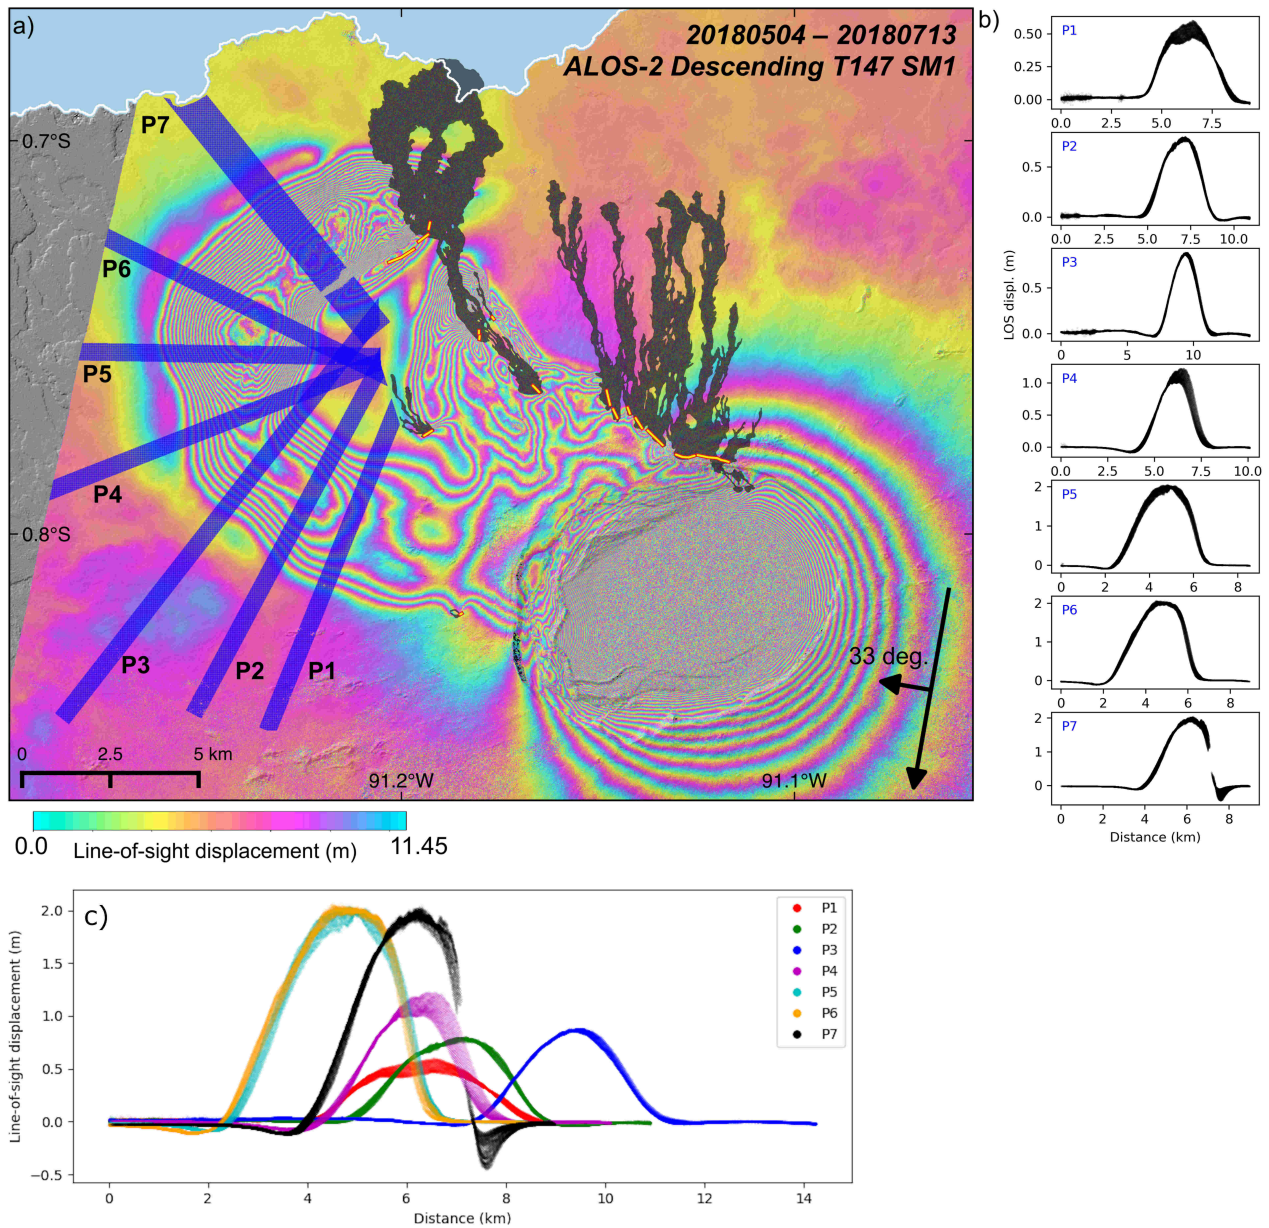 a)
20180504 – 20180713
ALOS-2 Descending T147 SM1
P7
0.7°S
P6
P5
P4
0.8°S
P3
P2
P1
33 deg.
0 2.5 5 km
91.2°W 91.1°W
0.0 Line-of-sight displacement (m) 11.45
b)
P1
0.50
0.25
0.00
0.0 2.5 5.0 7.5
P2
0.5
0.0
0.0 2.5 5.0 7.5 10.0
P3
0.5
0.0
0 5 10
LOS displ. (m)
P4
1.0
0.5
0.0
0.0 2.5 5.0 7.5 10.0
P5
2
1
0
0 2 4 6 8
P6
2
1
0
0 2 4 6 8
P7
2
1
0
0 2 4 6 8
Distance (km)
c)
2.0
1.5
1.0
0.5
0.0
−0.5
Line-of-sight displacement (m)
0 2 4 6 8 10 12 14
Distance (km)
P1
P2
P3
P4
P5
P6
P7